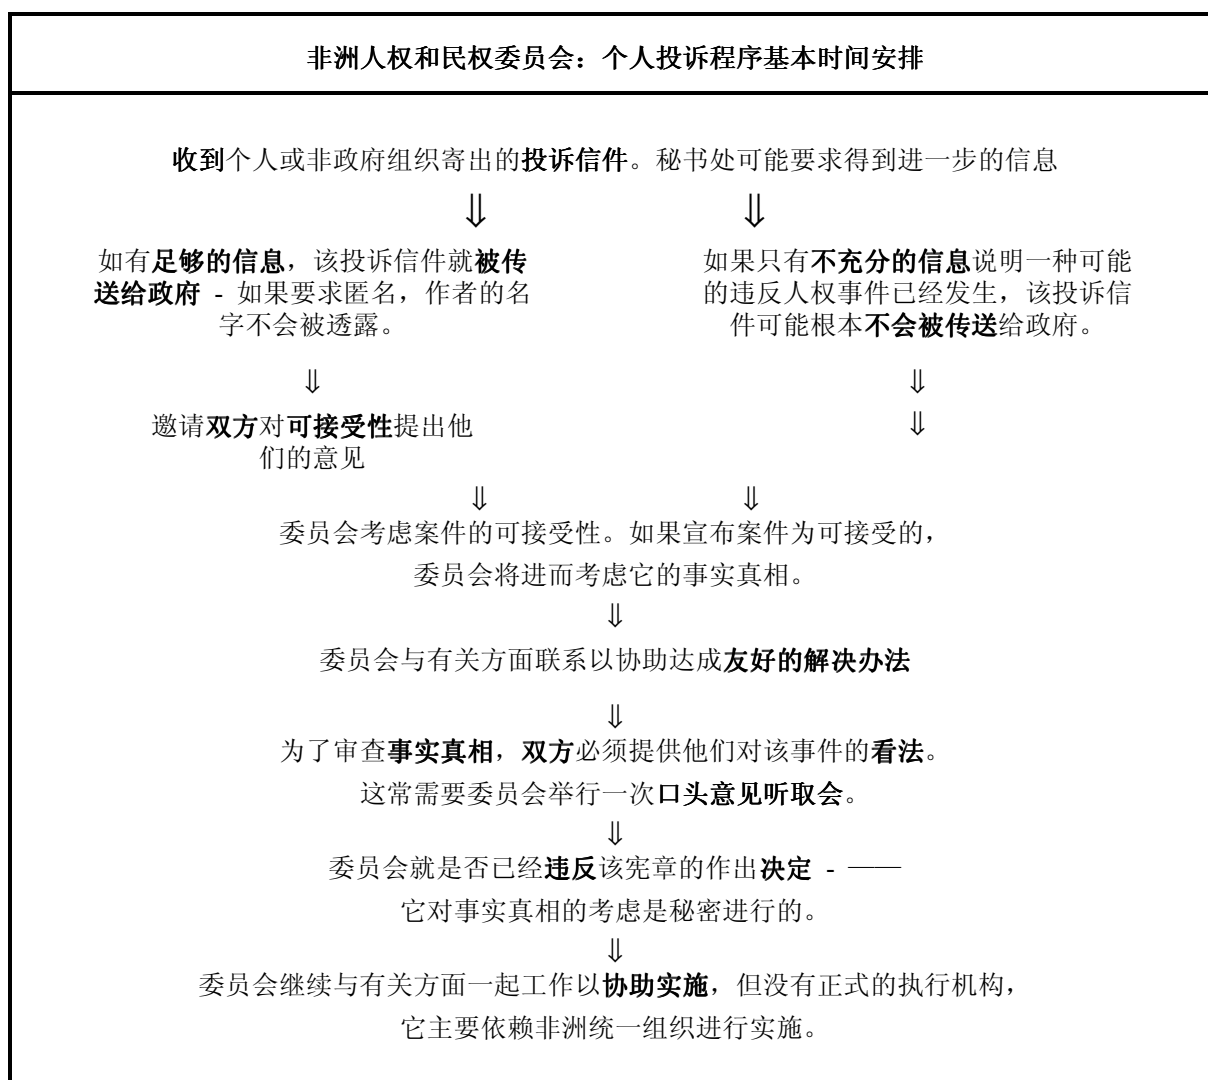 非洲人权和民权委员会：个人投诉程序基本时间安排
收到个人或非政府组织寄出的投诉信件。秘书处可能要求得到进一步的信息
⇓ ⇓
如有足够的信息，该投诉信件就被传
送给政府 - 如果要求匿名，作者的名
字不会被透露。
如果只有不充分的信息说明一种可能
的违反人权事件已经发生，该投诉信
件可能根本不会被传送给政府。
⇓ ⇓
邀请双方对可接受性提出他
们的意见
⇓
⇓ ⇓
委员会考虑案件的可接受性。如果宣布案件为可接受的，
委员会将进而考虑它的事实真相。
⇓
委员会与有关方面联系以协助达成友好的解决办法
⇓
为了审查事实真相，双方必须提供他们对该事件的看法。
这常需要委员会举行一次口头意见听取会。
⇓
委员会就是否已经违反该宪章的作出决定 - ——
它对事实真相的考虑是秘密进行的。
⇓
委员会继续与有关方面一起工作以协助实施，但没有正式的执行机构，
它主要依赖非洲统一组织进行实施。